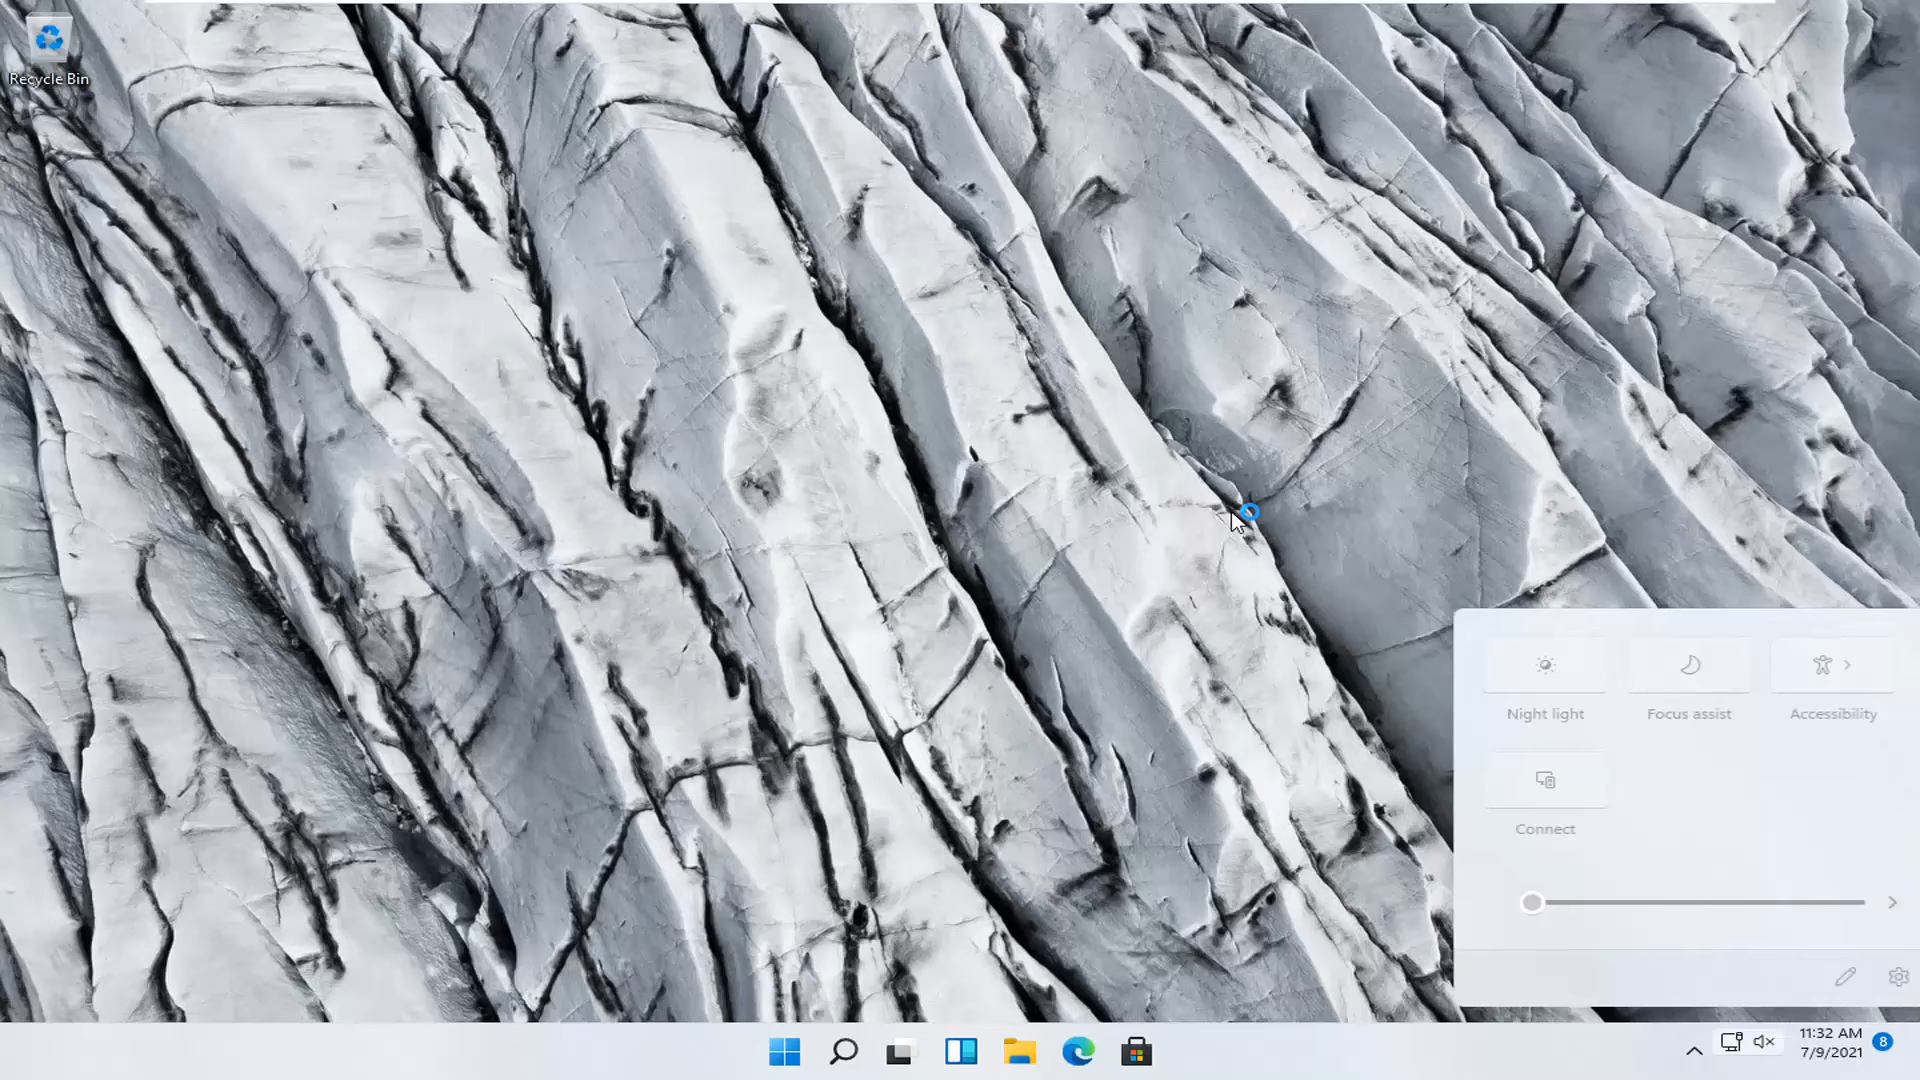 Recycle Bin
Night light
Focus assist
Accessibility
Connect
11:32 AM
7/9/2021
8